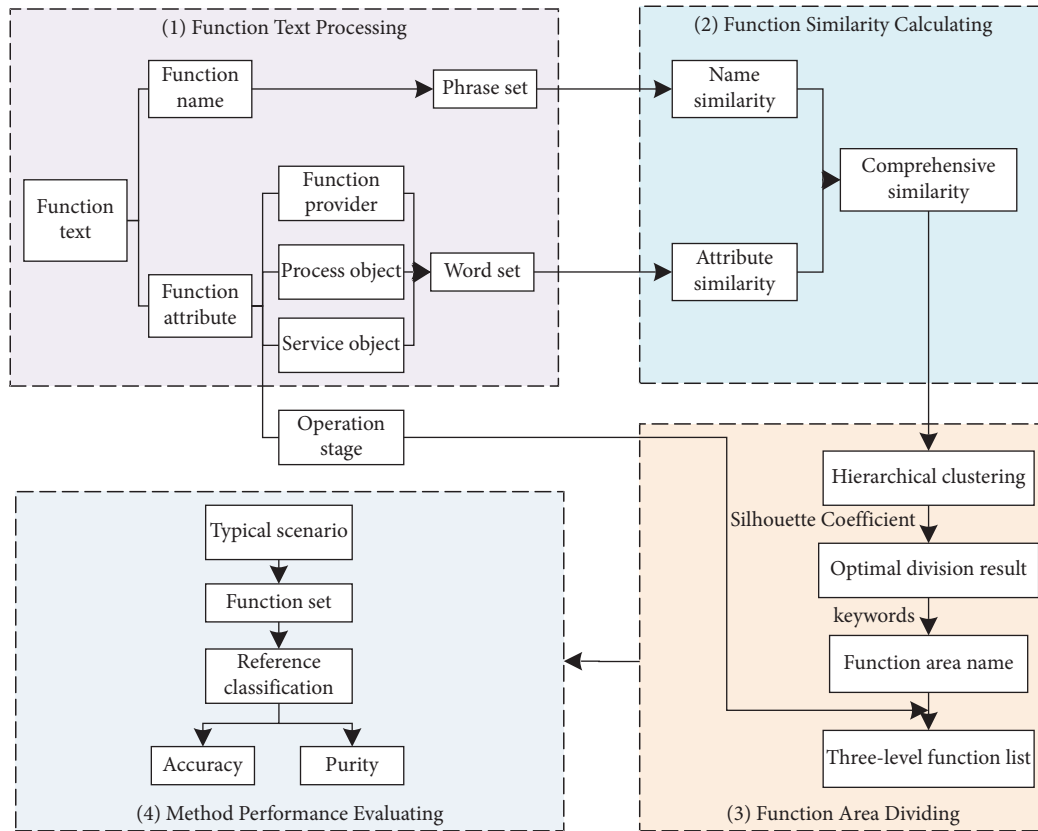 (1) Function Text Processing
Function
name
Phrase set
Function
text
Function
provider
Process object
Word set
Function
attribute
Service object
Operation
stage
(2) Function Similarity Calculating
Name
similarity
Comprehensive
similarity
Attribute
similarity
Hierarchical clustering
Silhouette Coefficient
Optimal division result
keywords
Function area name
Three-level function list
(3) Function Area Dividing
Typical scenario
Function set
Reference
classification
Accuracy
Purity
(4) Method Performance Evaluating